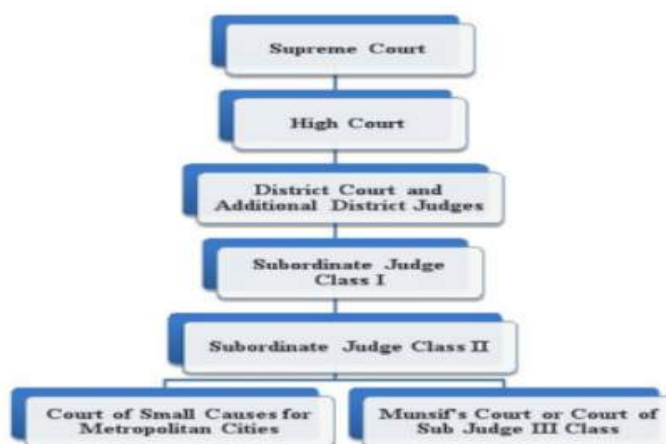 Supreme Court
High Court
District Court and
Additional District Judges
Subordinate Judge
Class I
Subordinate Judge Class II
Court of Small Causes for
Metropolitan Cities
Munsif's Court or Court of
Sub Judge III Class